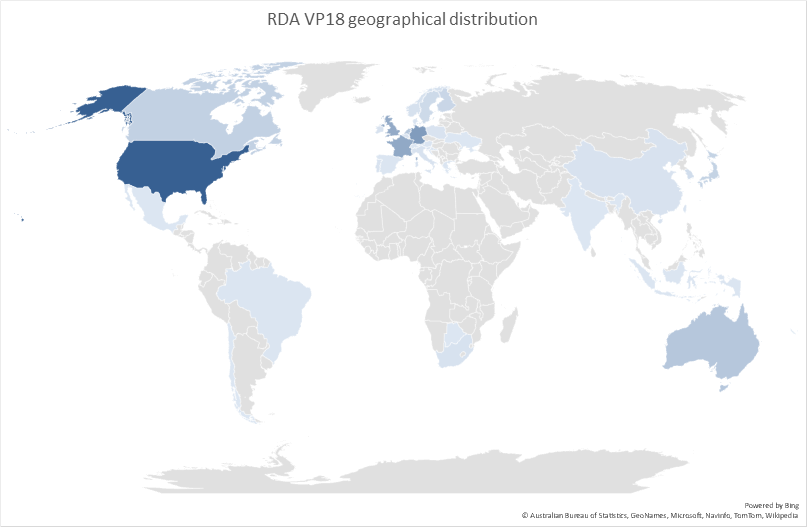 RDA VP18 geographical distribution
Powered by Bing
© Australian Bureau of Statistics, GeoNames, Microsoft, Navinfo, TomTom, Wikipedia